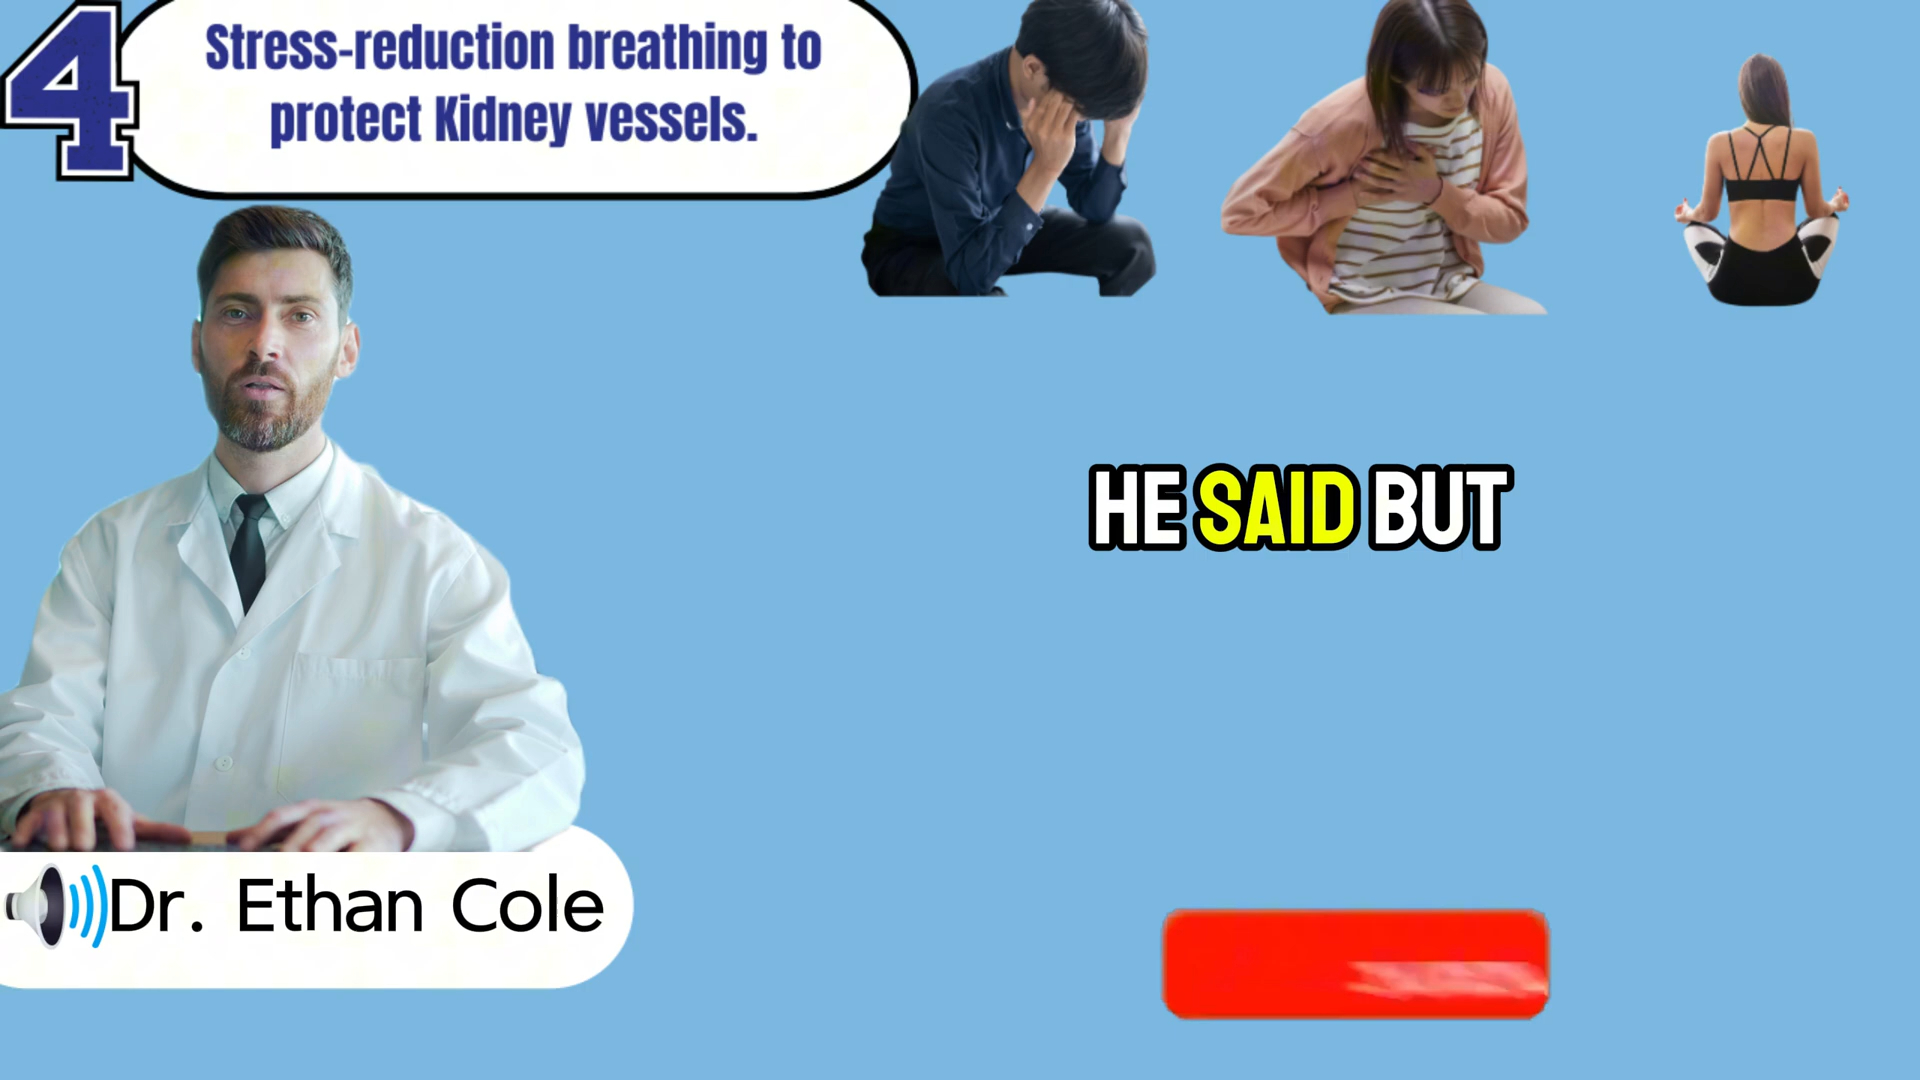 4
Stress-reduction breathing to
protect Kidney vessels.
HE SAID BUT
Dr. Ethan Cole